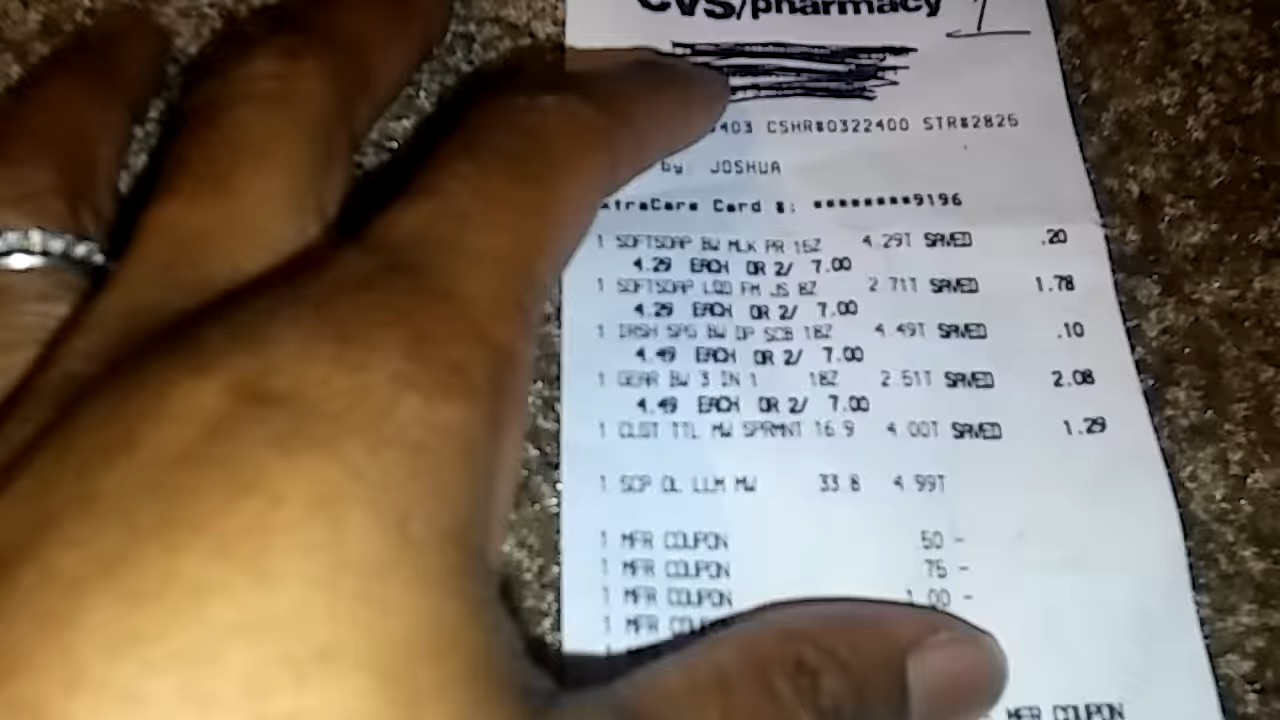 CVS/pharmacy 1
403 CSHR#0322400 STR#2825
by: JOSHUA
xtraCare Card #: ********9196
1 SOFTSOAP BW MLK PR 15Z 4.29T SAVED .20
4.29 EACH OR 2/ 7.00
1 SOFTSOAP LQD FM JS 8Z 2.71T SAVED 1.78
4.29 EACH OR 2/ 7.00
1 IRSH SPG BW DP SCB 18Z 4.49T SAVED .10
4.49 EACH OR 2/ 7.00
1 GEAR BW 3 IN 1 18Z 2.51T SAVED 2.08
4.49 EACH OR 2/ 7.00
1 CLGT TTL MW SPRMNT 16.9 4.00T SAVED 1.29
1 SCP OL LLM MW 33.8 4.99T
1 MFR COUPON .50 -
1 MFR COUPON .75 -
1 MFR COUPON 1.00 -
1 MFR
MFR COUPON